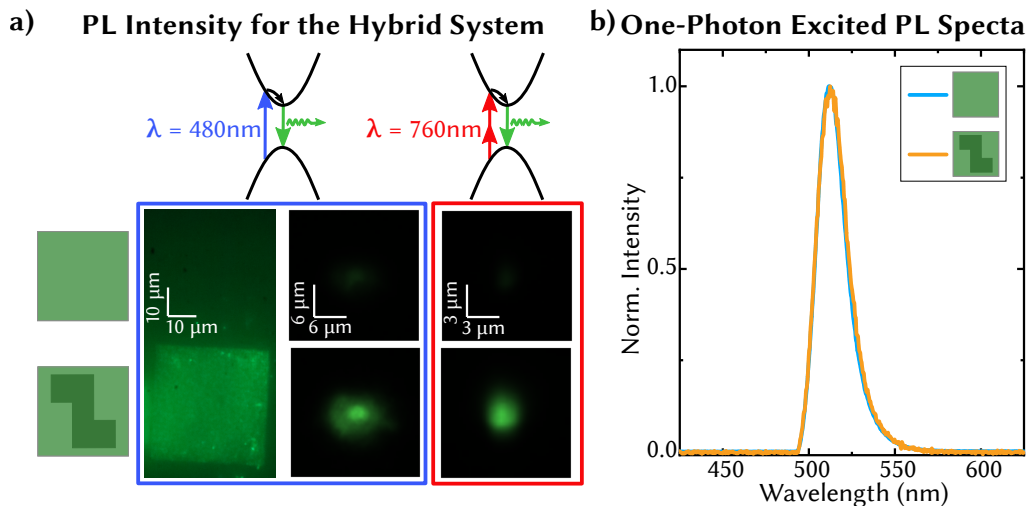 a) PL Intensity for the Hybrid System
λ = 480nm
λ = 760nm
10 μm
10 μm
6 μm
6 μm
3 μm
3 μm
b) One-Photon Excited PL Specta
Norm. Intensity
1.0
0.5
0.0
450 500 550 600
Wavelength (nm)